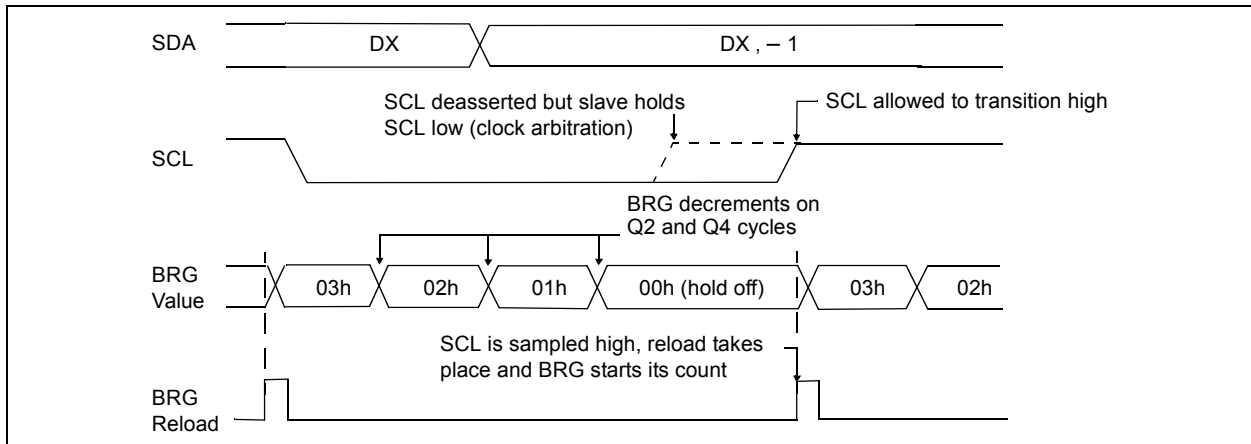 SDA
DX
DX , – 1
SCL deasserted but slave holds
SCL low (clock arbitration)
SCL allowed to transition high
SCL
BRG decrements on
Q2 and Q4 cycles
BRG
Value
03h
02h
01h
00h (hold off)
03h
02h
SCL is sampled high, reload takes
place and BRG starts its count
BRG
Reload